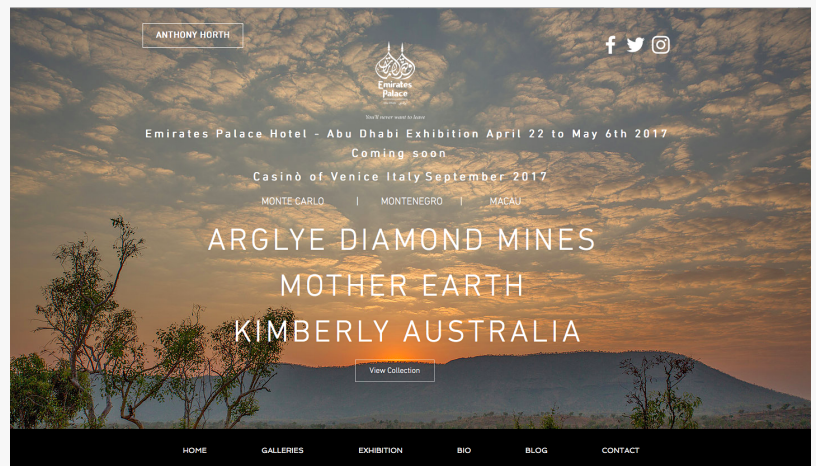 ANTHONY HORTH
Emirates
Palace
You'll never want to leave
Emirates Palace Hotel - Abu Dhabi Exhibition April 22 to May 6th 2017
Coming soon
Casinò of Venice Italy September 2017
MONTE CARLO | MONTENEGRO | MACAU
ARGLYE DIAMOND MINES
MOTHER EARTH
KIMBERLY AUSTRALIA
View Collection
HOME GALLERIES EXHIBITION BIO BLOG CONTACT